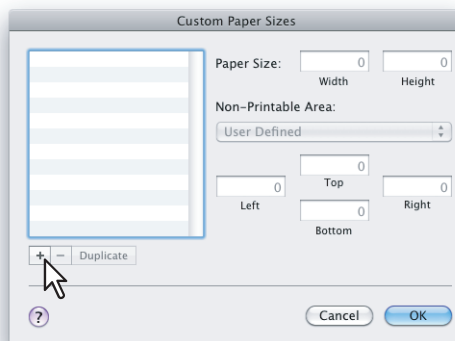 Custom Paper Sizes
Paper Size: 0 0
Width Height
Non-Printable Area:
User Defined
0
Top
0 0
Left Right
0
Bottom
+ − Duplicate
? Cancel OK